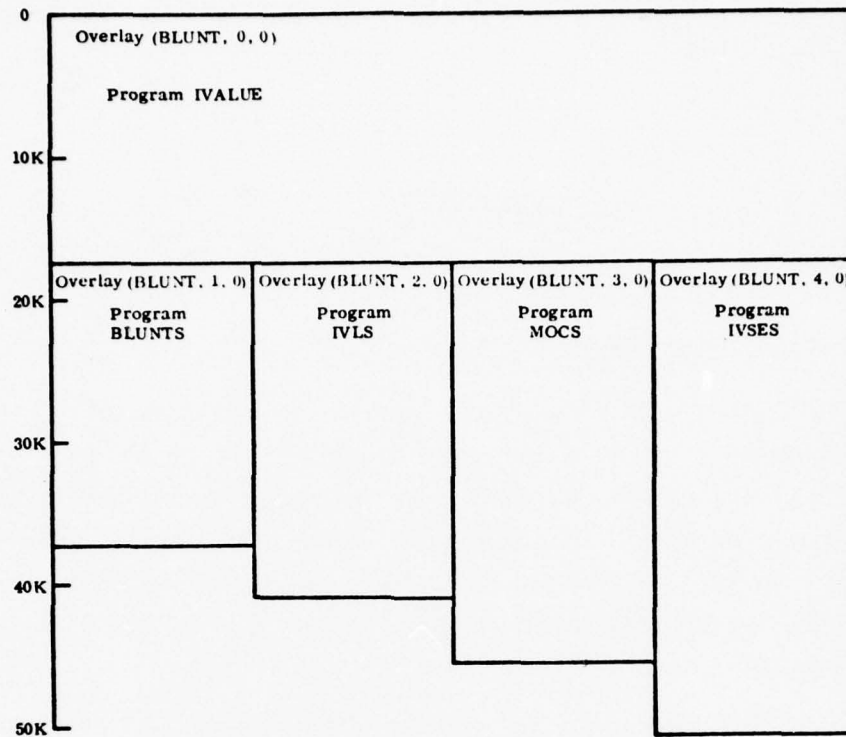 0
Overlay (BLUNT, 0, 0)
Program IVALUE
10K
Overlay (BLUNT, 1, 0)
Program
BLUNTS
Overlay (BLUNT, 2, 0)
Program
IVLS
Overlay (BLUNT, 3, 0)
Program
MOCS
Overlay (BLUNT, 4, 0)
Program
IVSES
20K
30K
40K
50K